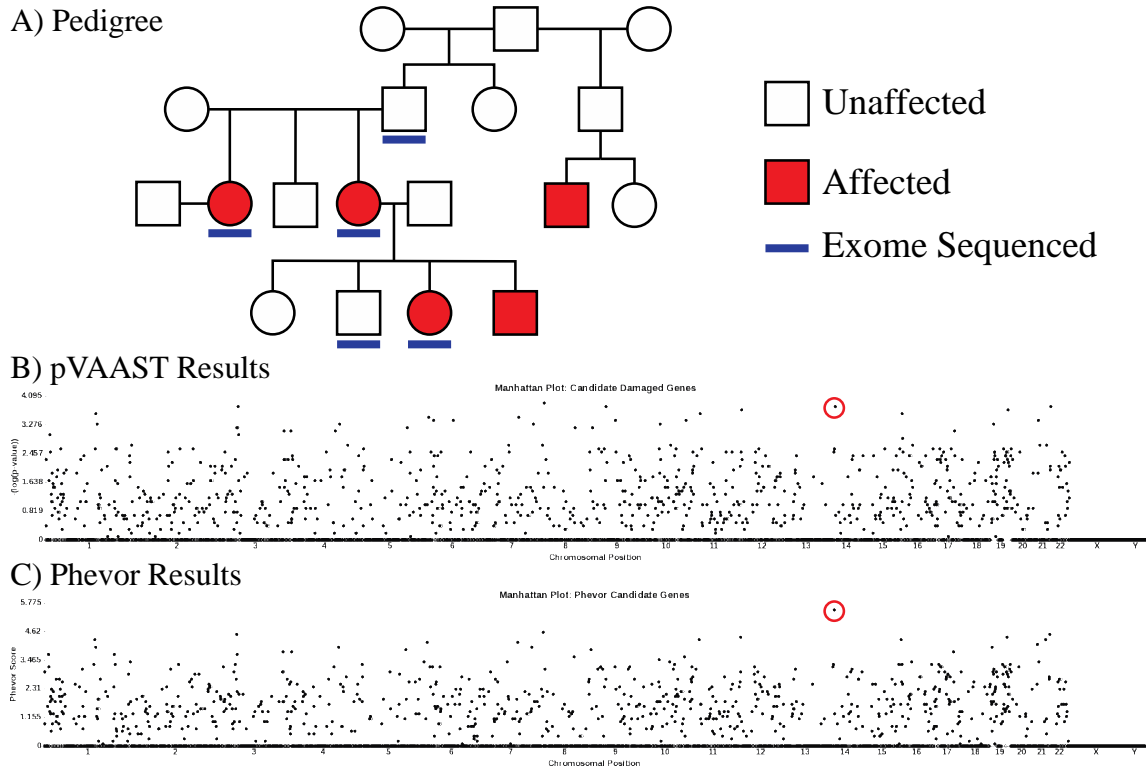 A) Pedigree
Unaffected
Affected
Exome Sequenced
B) pVAAST Results
Manhattan Plot: Candidate Damaged Genes
4.095
3.276
2.457
1.638
0.819
0
-(log(p-value))
1 2 3 4 5 6 7 8 9 10 11 12 13 14 15 16 17 18 19 20 21 22 X Y
Chromosomal Position
C) Phevor Results
Manhattan Plot: Phevor Candidate Genes
5.775
4.62
3.465
2.31
1.155
0
Phevor Score
1 2 3 4 5 6 7 8 9 10 11 12 13 14 15 16 17 18 19 20 21 22 X Y
Chromosomal Position